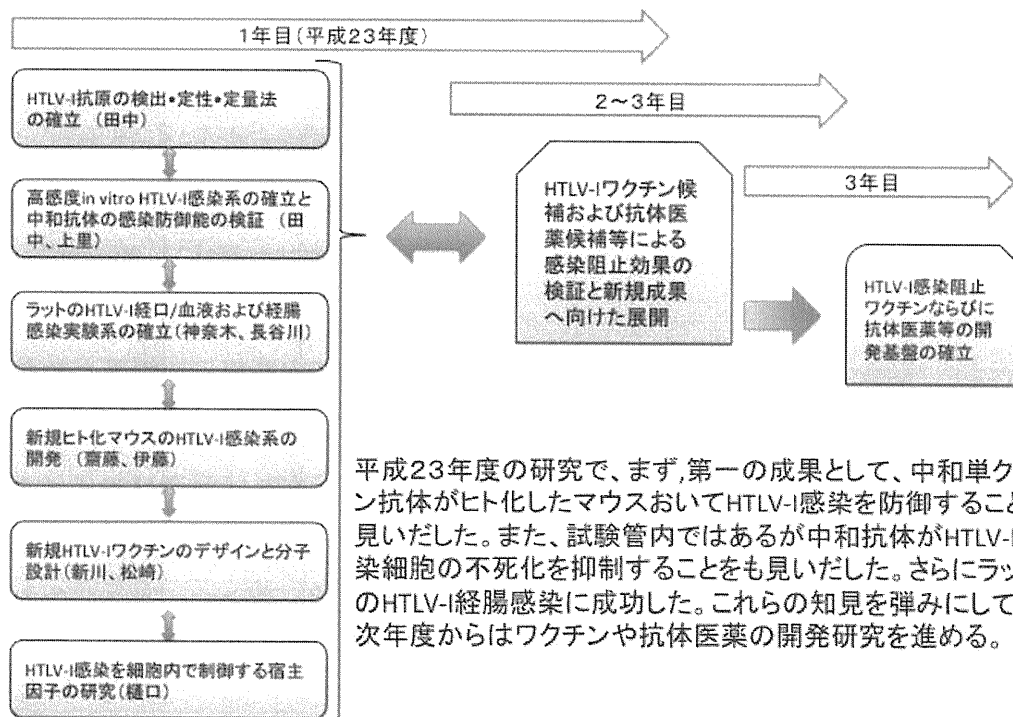 1年目(平成23年度)
2～3年目
3年目
HTLV-I抗原の検出•定性•定量法
の確立 (田中)
高感度in vitro HTLV-I感染系の確立と
中和抗体の感染防御能の検証 (田
中、上里)
ラットのHTLV-I経口/血液および経腸
感染実験系の確立(神奈木、長谷川)
新規ヒト化マウスのHTLV-I感染系の
開発 (齋藤、伊藤)
新規HTLV-Iワクチンのデザインと分子
設計(新川、松崎)
HTLV-I感染を細胞内で制御する宿主
因子の研究(樋口)
HTLV-Iワクチン候
補および抗体医
薬候補等による
感染阻止効果の
検証と新規成果
へ向けた展開
HTLV-I感染阻止
ワクチンならびに
抗体医薬等の開
発基盤の確立
平成23年度の研究で、まず,第一の成果として、中和単ク
ン抗体がヒト化したマウスおいてHTLV-I感染を防御すること
見いだした。また、試験管内ではあるが中和抗体がHTLV-I
染細胞の不死化を抑制することをも見いだした。さらにラッ
のHTLV-I経腸感染に成功した。これらの知見を弾みにして
次年度からはワクチンや抗体医薬の開発研究を進める。